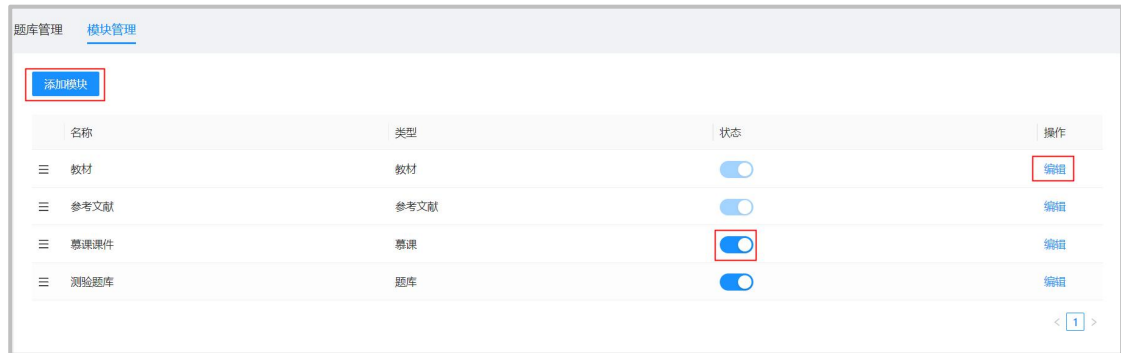 题库管理 模块管理
添加模块
名称 类型 状态 操作
教材 教材 编辑
参考文献 参考文献 编辑
慕课课件 慕课 编辑
测验题库 题库 编辑
< 1 >